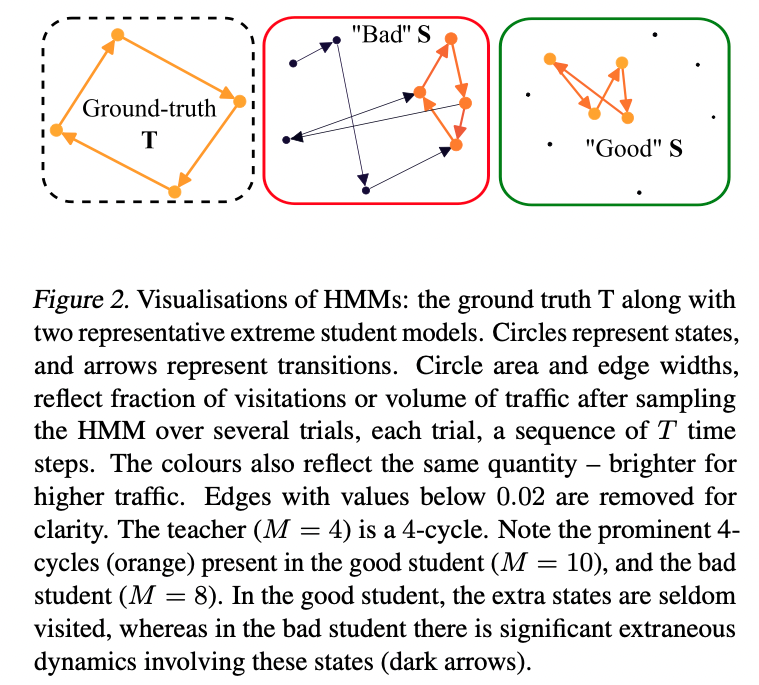 "Bad" S
Ground-truth
T
"Good" S
Figure 2. Visualisations of HMMs: the ground truth T along with
two representative extreme student models. Circles represent states,
and arrows represent transitions. Circle area and edge widths,
reflect fraction of visitations or volume of traffic after sampling
the HMM over several trials, each trial, a sequence of T time
steps. The colours also reflect the same quantity – brighter for
higher traffic. Edges with values below 0.02 are removed for
clarity. The teacher (M = 4) is a 4-cycle. Note the prominent 4-
cycles (orange) present in the good student (M = 10), and the bad
student (M = 8). In the good student, the extra states are seldom
visited, whereas in the bad student there is significant extraneous
dynamics involving these states (dark arrows).